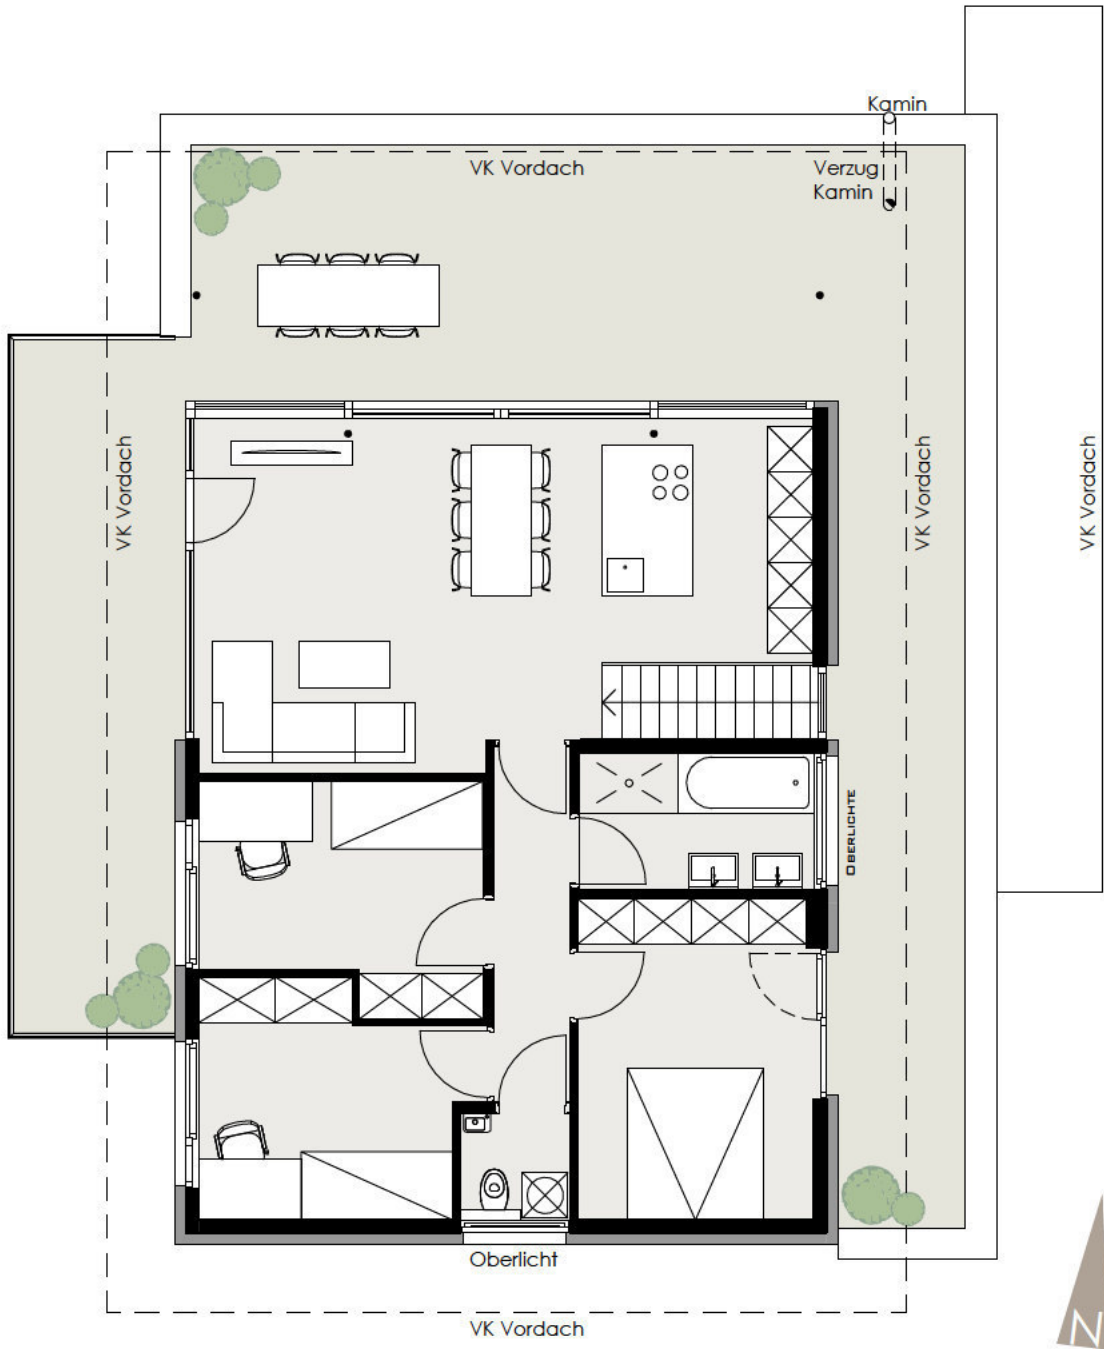 Kamin
VK Vordach
Verzug
Kamin
VK Vordach
VK Vordach
VK Vordach
OBERLICHTE
Oberlicht
VK Vordach
N